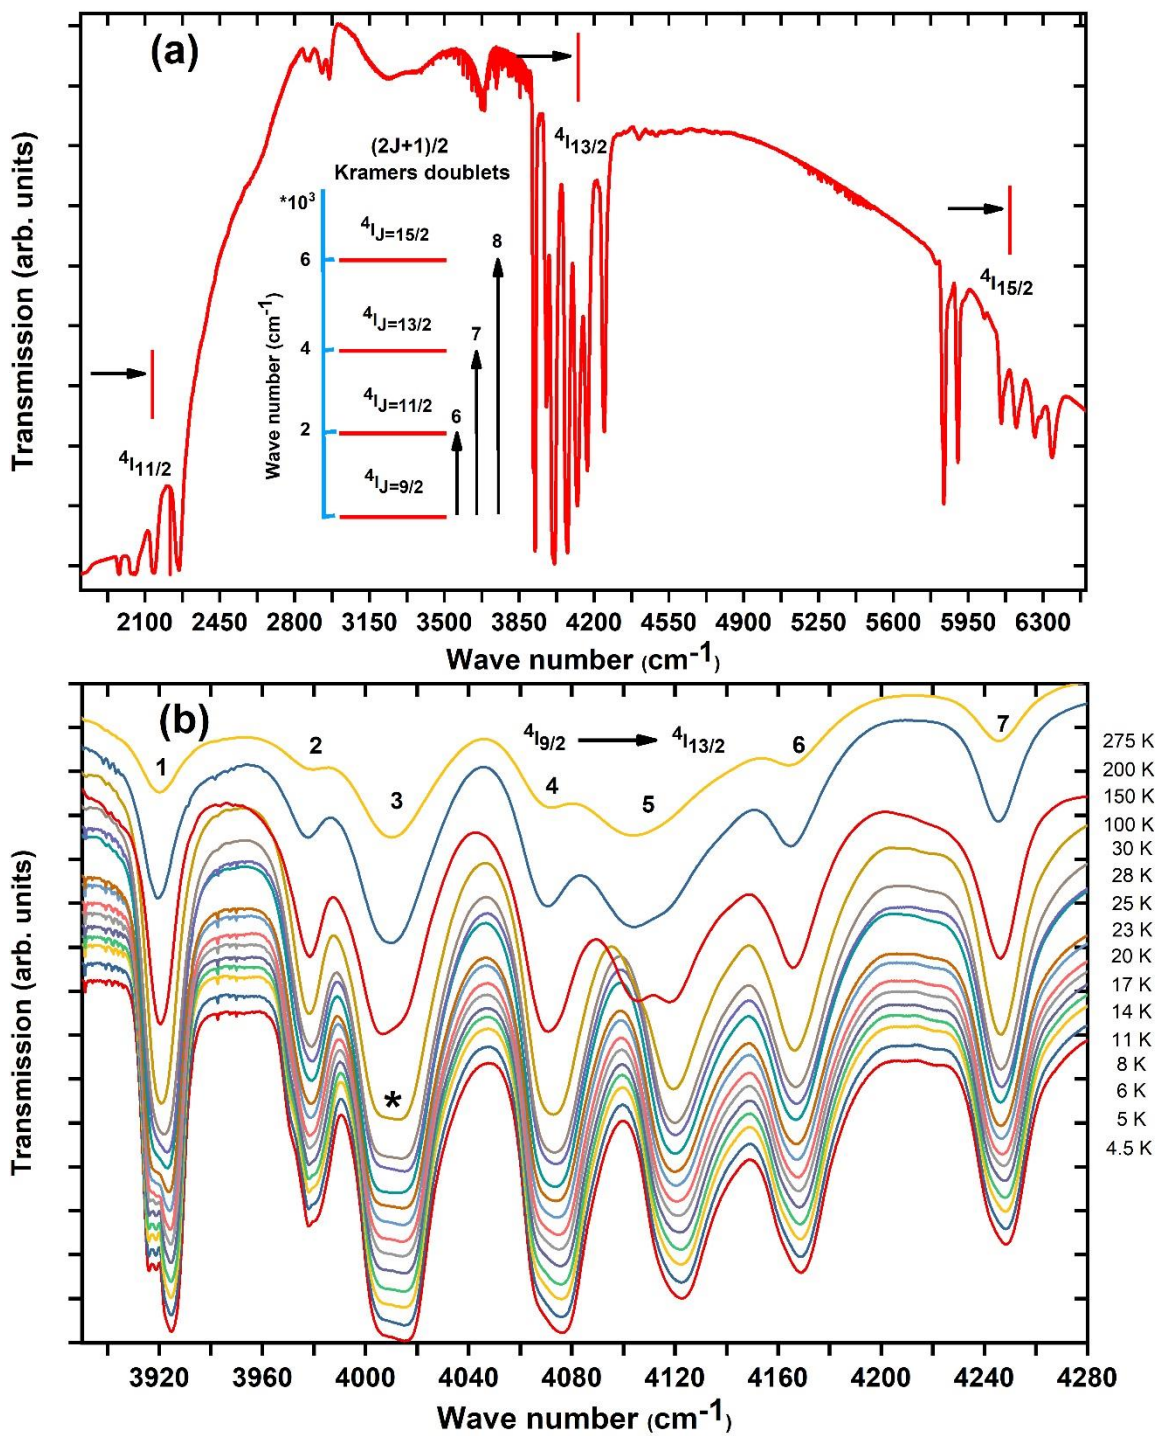 (a)
Transmission (arb. units)
(2J+1)/2
Kramers doublets
*10³
Wave number (cm⁻¹)
6
4
2
⁴I_J=15/2
⁴I_J=13/2
⁴I_J=11/2
⁴I_J=9/2
6
7
8
⁴I₁₁/₂
⁴I₁₃/₂
⁴I₁₅/₂
2100 2450 2800 3150 3500 3850 4200 4550 4900 5250 5600 5950 6300
Wave number (cm⁻¹)
(b)
Transmission (arb. units)
⁴I₉/₂ → ⁴I₁₃/₂
1
2
3
4
5
6
7
*
275 K
200 K
150 K
100 K
30 K
28 K
25 K
23 K
20 K
17 K
14 K
11 K
8 K
6 K
5 K
4.5 K
3920 3960 4000 4040 4080 4120 4160 4200 4240 4280
Wave number (cm⁻¹)